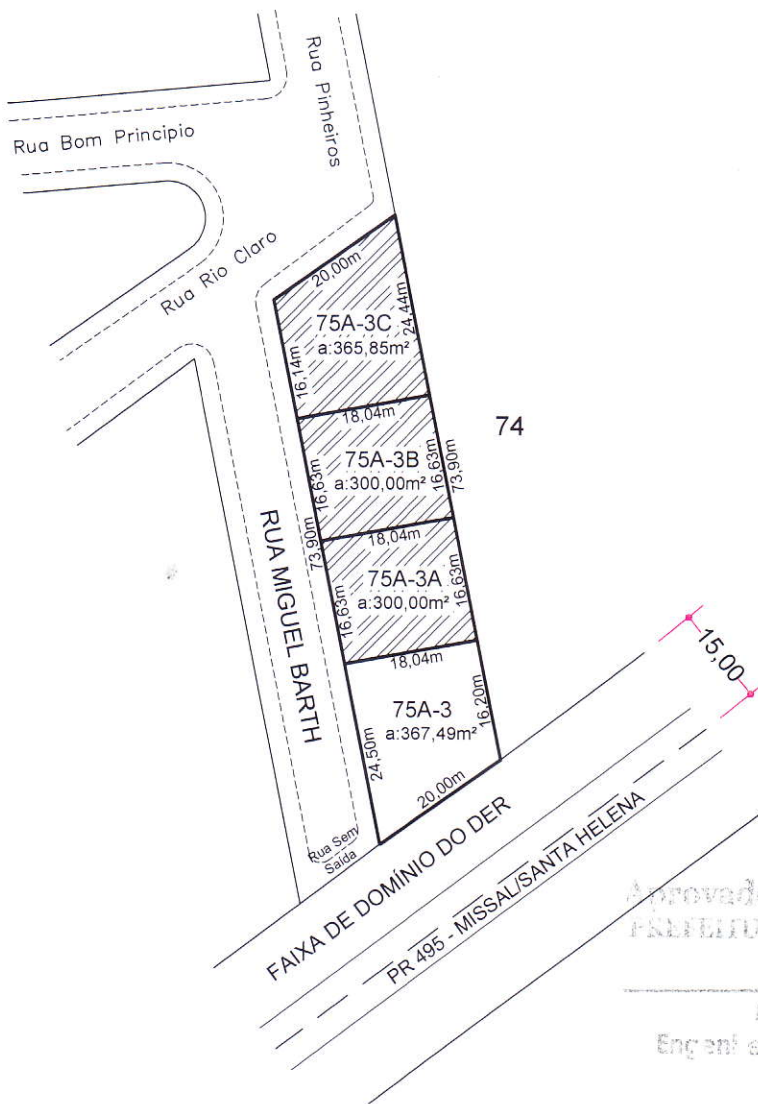 Rua Pinheiros
Rua Bom Principio
Rua Rio Claro
20,00m
75A-3C
a:365,85m²
24,44m
16,14m
18,04m
74
75A-3B
a:300,00m²
16,63m
16,63m
73,90m
73,90m
18,04m
RUA MIGUEL BARTH
75A-3A
a:300,00m²
16,63m
16,63m
18,04m
15,00
75A-3
a:367,49m²
16,20m
24,50m
20,00m
Rua Sem
Saída
FAIXA DE DOMÍNIO DO DER
PR 495 - MISSAL/SANTA HELENA